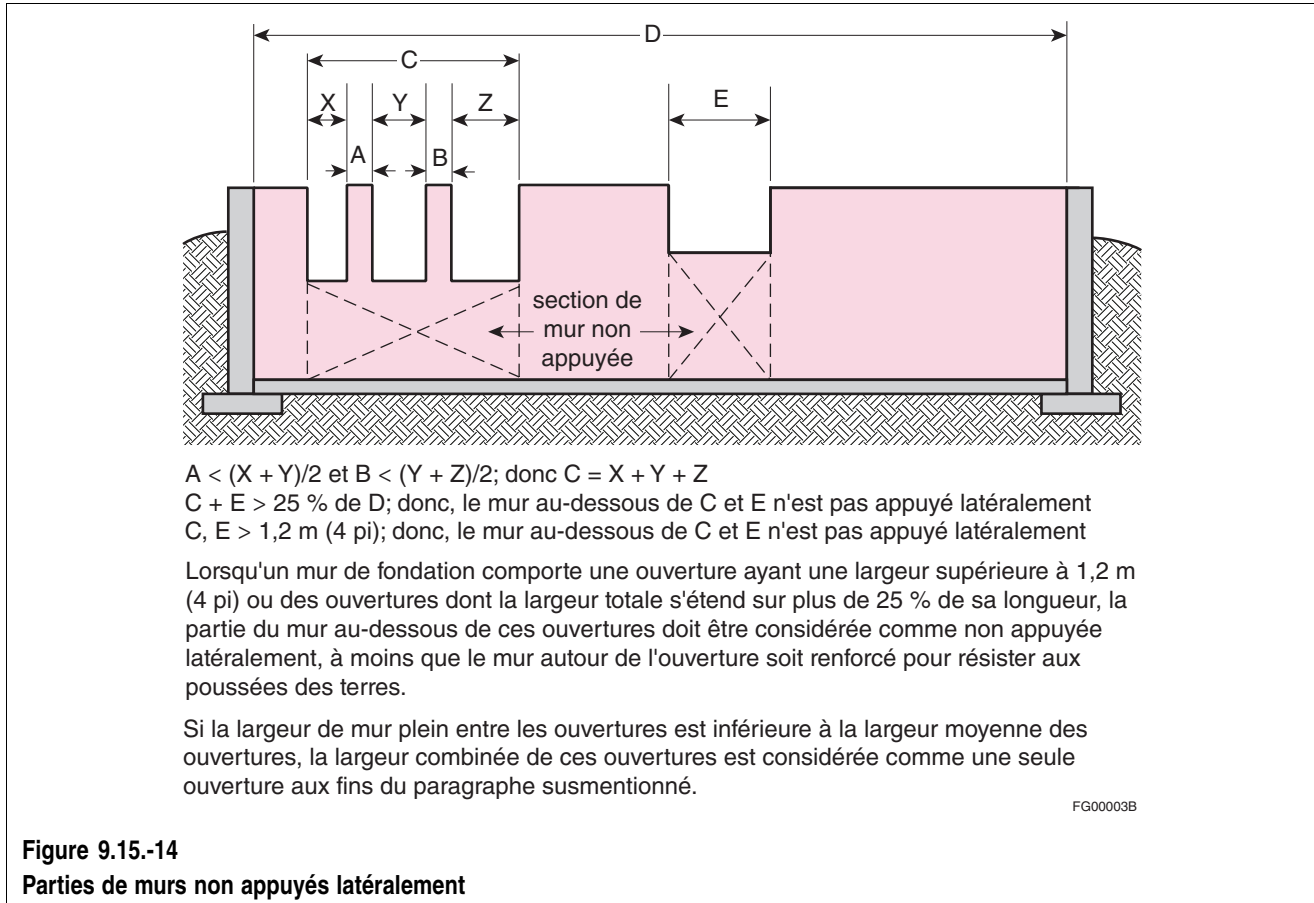 D
C
X Y Z E
A B
section de
mur non
appuyée
A < (X + Y)/2 et B < (Y + Z)/2; donc C = X + Y + Z
C + E > 25 % de D; donc, le mur au-dessous de C et E n'est pas appuyé latéralement
C, E > 1,2 m (4 pi); donc, le mur au-dessous de C et E n'est pas appuyé latéralement
Lorsqu'un mur de fondation comporte une ouverture ayant une largeur supérieure à 1,2 m
(4 pi) ou des ouvertures dont la largeur totale s'étend sur plus de 25 % de sa longueur, la
partie du mur au-dessous de ces ouvertures doit être considérée comme non appuyée
latéralement, à moins que le mur autour de l'ouverture soit renforcé pour résister aux
poussées des terres.
Si la largeur de mur plein entre les ouvertures est inférieure à la largeur moyenne des
ouvertures, la largeur combinée de ces ouvertures est considérée comme une seule
ouverture aux fins du paragraphe susmentionné.
FG00003B
Figure 9.15.-14
Parties de murs non appuyés latéralement